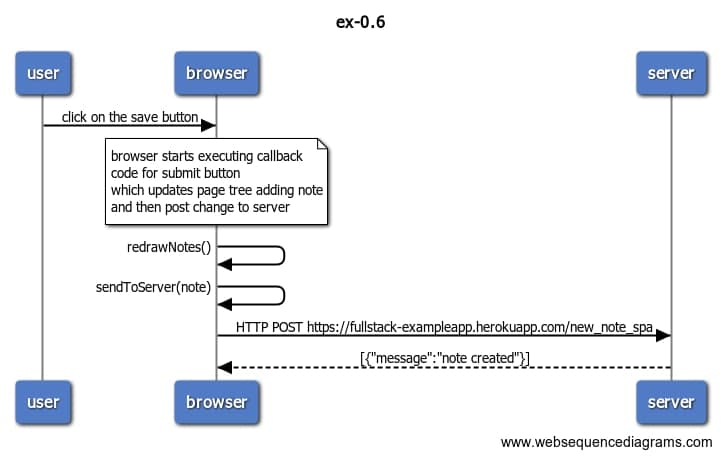 ex-0.6
user
browser
server
click on the save button
browser starts executing callback
code for submit button
which updates page tree adding note
and then post change to server
redrawNotes()
sendToServer(note)
HTTP POST https://fullstack-exampleapp.herokuapp.com/new_note_spa
[{"message":"note created"}]
user
browser
server
www.websequencediagrams.com